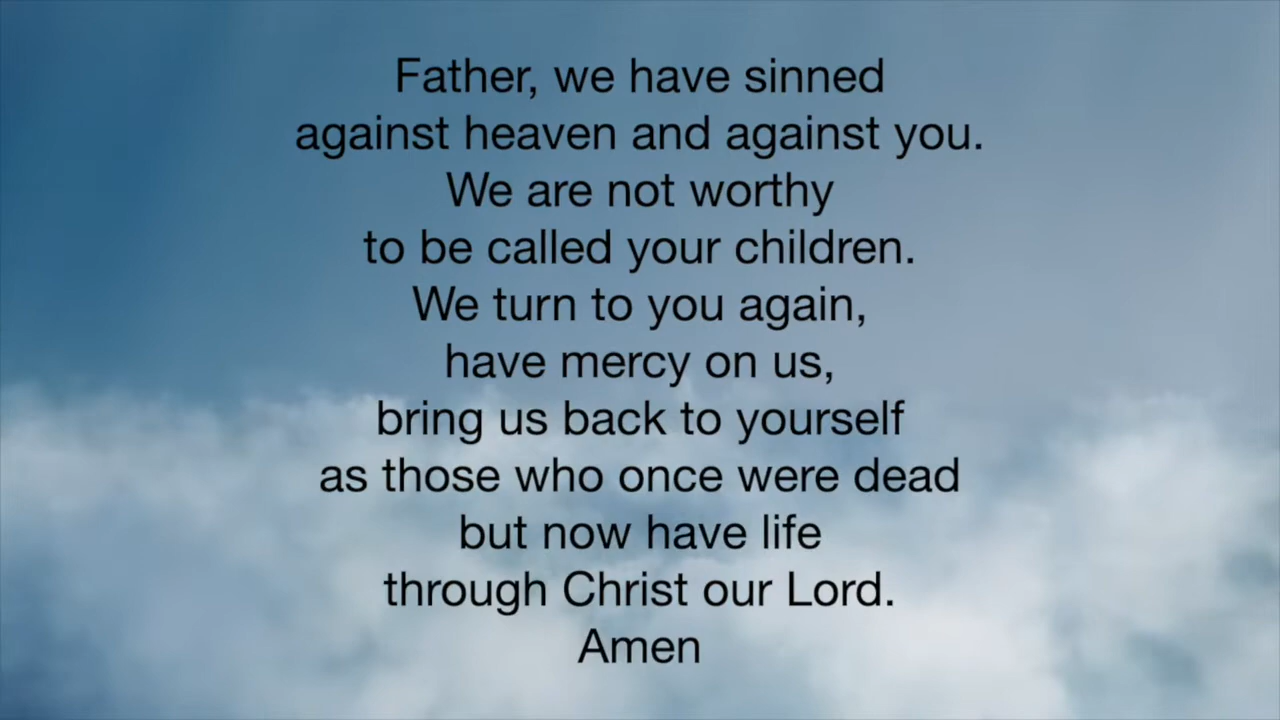 Father, we have sinned
against heaven and against you.
We are not worthy
to be called your children.
We turn to you again,
have mercy on us,
bring us back to yourself
as those who once were dead
but now have life
through Christ our Lord.
Amen